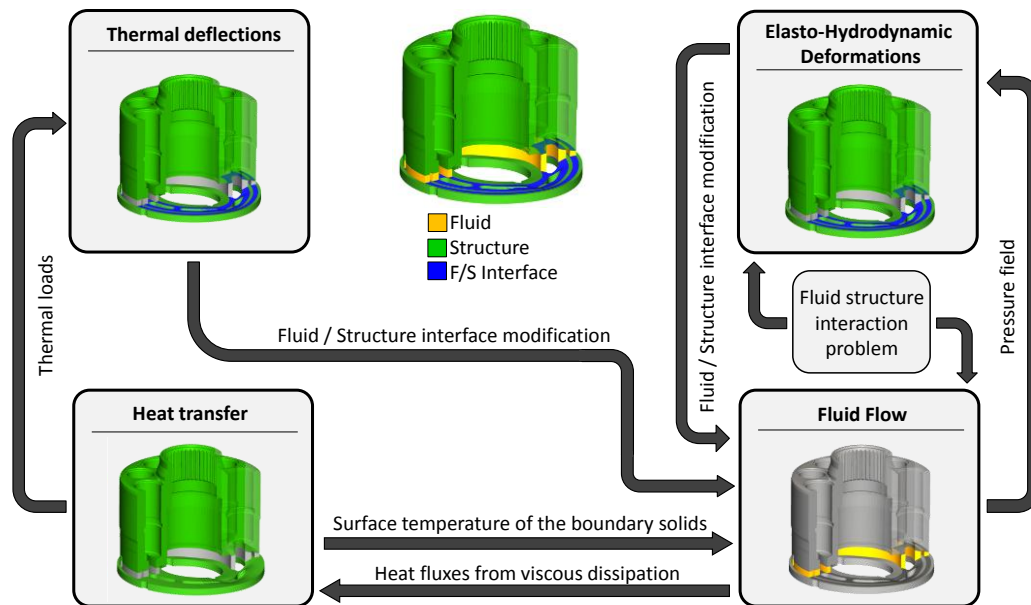 Thermal deflections
Elasto-Hydrodynamic
Deformations
Fluid
Structure
F/S Interface
Thermal loads
Fluid / Structure interface modification
Fluid / Structure interface modification
Fluid structure
interaction
problem
Pressure field
Heat transfer
Fluid Flow
Surface temperature of the boundary solids
Heat fluxes from viscous dissipation